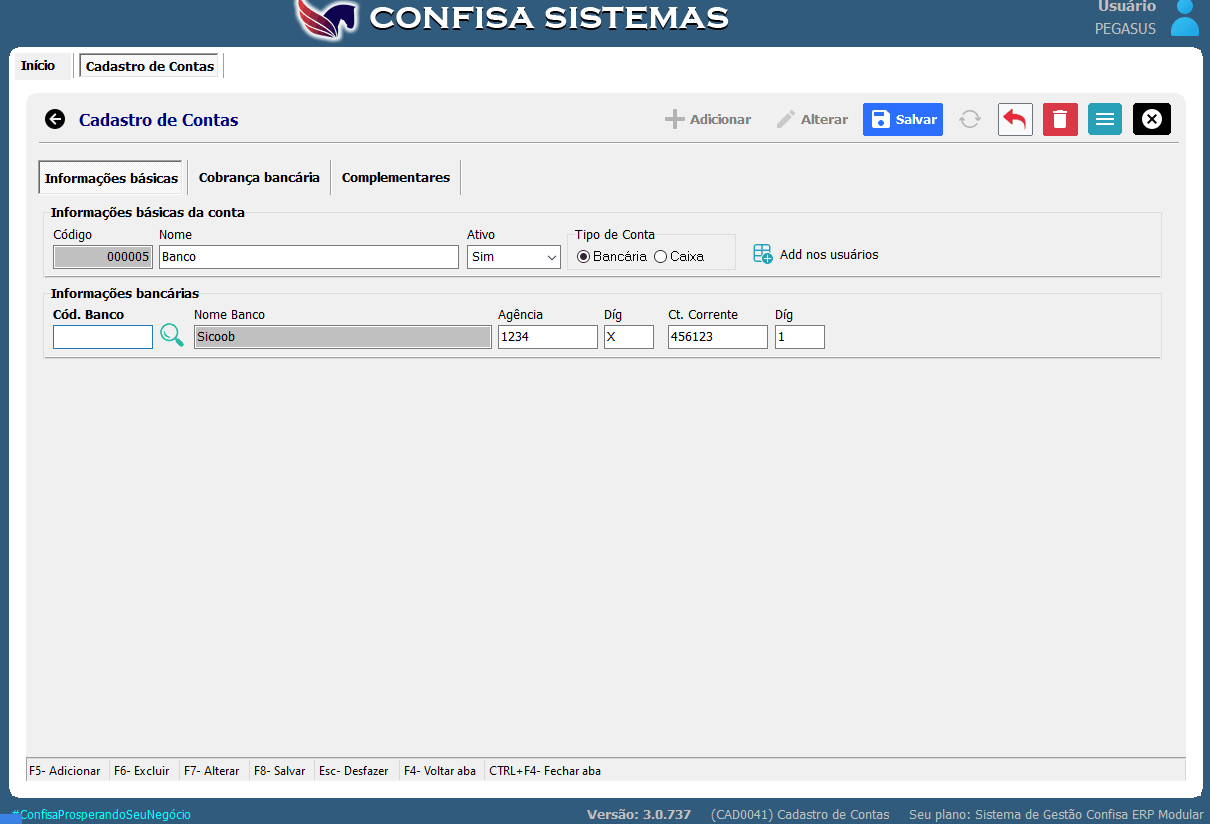 CONFISA SISTEMAS
Usuário
PEGASUS
Início
Cadastro de Contas
Cadastro de Contas
Adicionar
Alterar
Salvar
Informações básicas
Cobrança bancária
Complementares
Informações básicas da conta
Código
Nome
Ativo
Tipo de Conta
000005
Banco
Sim
Bancária
Caixa
Add nos usuários
Informações bancárias
Cód. Banco
Nome Banco
Agência
Díg
Ct. Corrente
Díg
Sicoob
1234
X
456123
1
F5- Adicionar
F6- Excluir
F7- Alterar
F8- Salvar
Esc- Desfazer
F4- Voltar aba
CTRL+F4- Fechar aba
#ConfisaProsperandoSeuNegócio
Versão: 3.0.737
(CAD0041) Cadastro de Contas
Seu plano: Sistema de Gestão Confisa ERP Modular